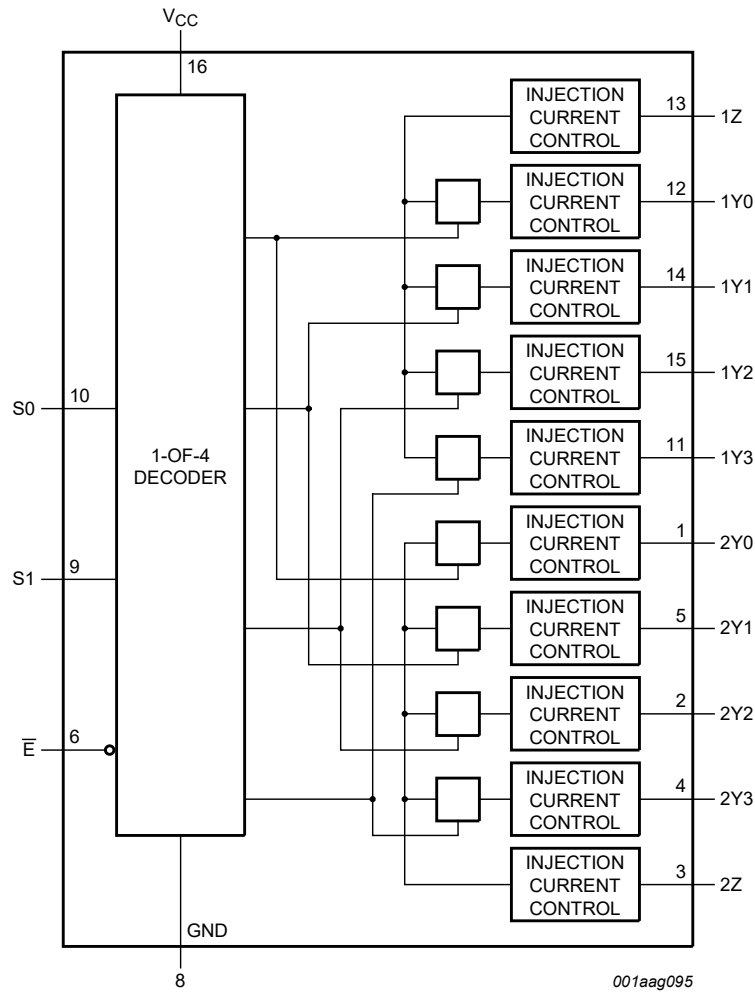 VCC
16
INJECTION
CURRENT
CONTROL
13
1Z
INJECTION
CURRENT
CONTROL
12
1Y0
INJECTION
CURRENT
CONTROL
14
1Y1
INJECTION
CURRENT
CONTROL
15
1Y2
S0
10
1-OF-4
DECODER
INJECTION
CURRENT
CONTROL
11
1Y3
INJECTION
CURRENT
CONTROL
1
2Y0
S1
9
INJECTION
CURRENT
CONTROL
5
2Y1
INJECTION
CURRENT
CONTROL
2
2Y2
E̅
6
INJECTION
CURRENT
CONTROL
4
2Y3
INJECTION
CURRENT
CONTROL
3
2Z
GND
8
001aag095